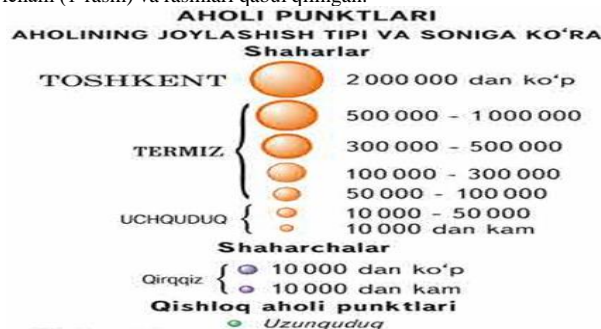 AHOLI PUNKTLARI
AHOLINING JOYLASHISH TIPI VA SONIGA KO‘RA
Shaharlar
TOSHKENT 2 000 000 dan ko‘p
500 000 - 1 000 000
TERMIZ 300 000 - 500 000
100 000 - 300 000
50 000 - 100 000
UCHQUDUQ 10 000 - 50 000
10 000 dan kam
Shaharchalar
Qirqqiz 10 000 dan ko‘p
10 000 dan kam
Qishloq aholi punktlari
Uzunquduq